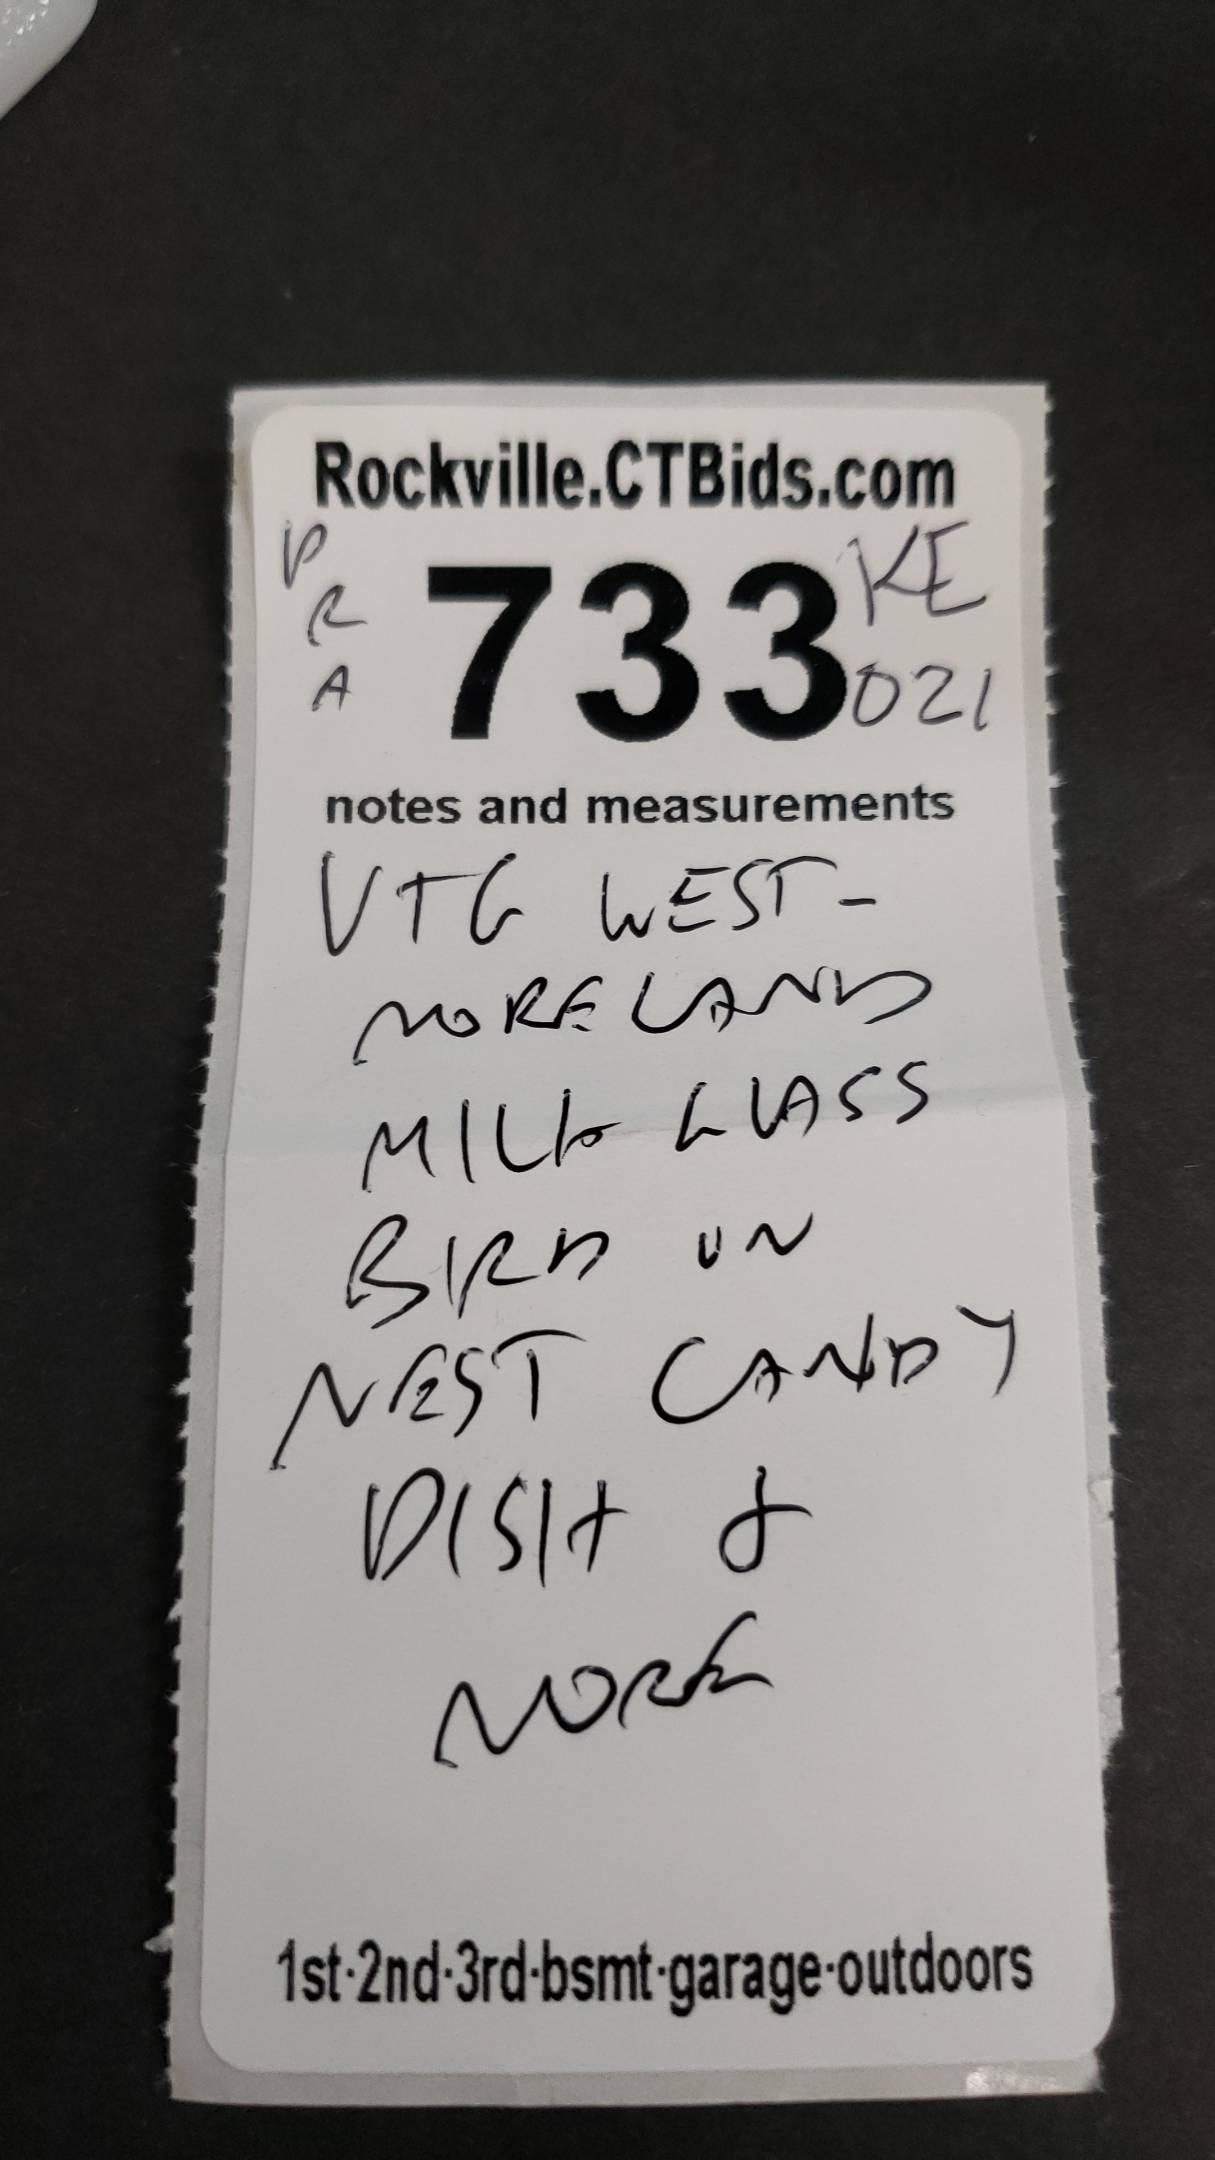 Rockville.CTBids.com
PRA
733
KE
021
notes and measurements
VTG WEST-
MORELAND
MILK GLASS
BIRD ON
NEST CANDY
DISH &
MORE
1st·2nd·3rd·bsmt·garage·outdoors